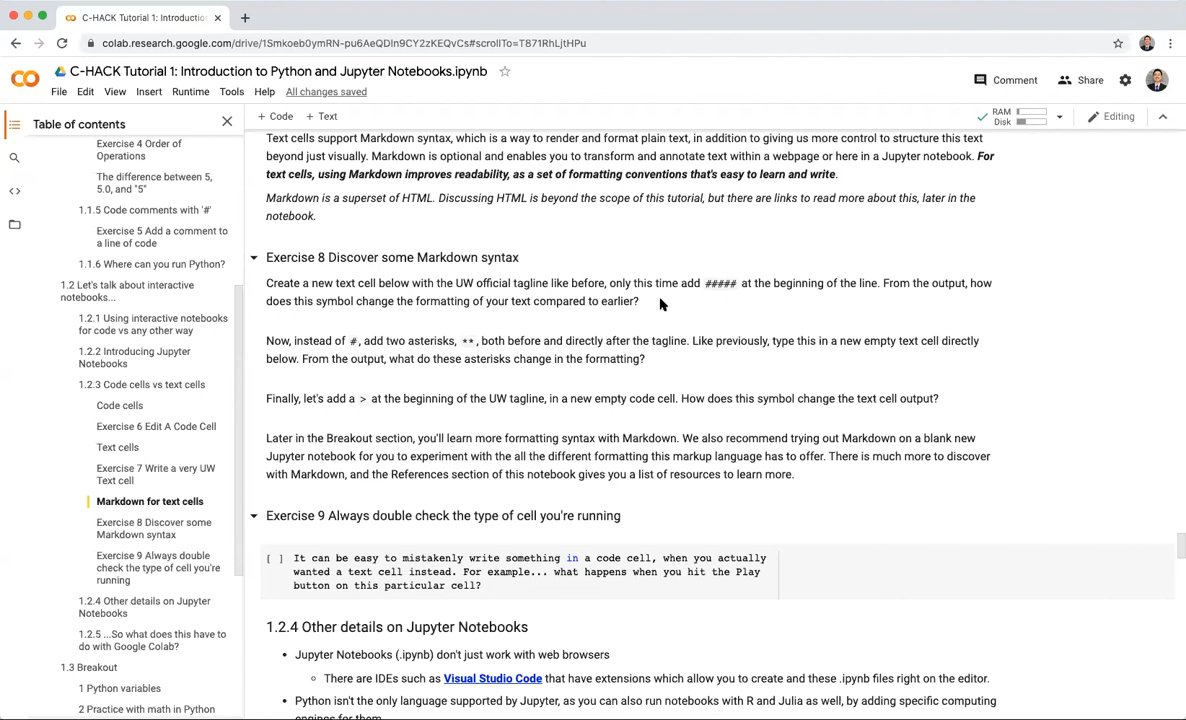 C-HACK Tutorial 1: Introduction
colab.research.google.com/drive/1Smkoeb0ymRN-pu6AeQDIn9CY2zKEQvCs#scrollTo=T871RhLjtHPu
C-HACK Tutorial 1: Introduction to Python and Jupyter Notebooks.ipynb
File Edit View Insert Runtime Tools Help All changes saved
Comment Share
Table of contents
+ Code + Text
RAM
Disk
Editing
Exercise 4 Order of
Operations
The difference between 5,
5.0, and "5"
1.1.5 Code comments with '#'
Exercise 5 Add a comment to
a line of code
1.1.6 Where can you run Python?
1.2 Let's talk about interactive
notebooks...
1.2.1 Using interactive notebooks
for code vs any other way
1.2.2 Introducing Jupyter
Notebooks
1.2.3 Code cells vs text cells
Code cells
Exercise 6 Edit A Code Cell
Text cells
Exercise 7 Write a very UW
Text cell
Markdown for text cells
Exercise 8 Discover some
Markdown syntax
Exercise 9 Always double
check the type of cell you're
running
1.2.4 Other details on Jupyter
Notebooks
1.2.5 ...So what does this have to
do with Google Colab?
1.3 Breakout
1 Python variables
2 Practice with math in Python
Text cells support Markdown syntax, which is a way to render and format plain text, in addition to giving us more control to structure this text
beyond just visually. Markdown is optional and enables you to transform and annotate text within a webpage or here in a Jupyter notebook. For
text cells, using Markdown improves readability, as a set of formatting conventions that's easy to learn and write.
Markdown is a superset of HTML. Discussing HTML is beyond the scope of this tutorial, but there are links to read more about this, later in the
notebook.
Exercise 8 Discover some Markdown syntax
Create a new text cell below with the UW official tagline like before, only this time add ##### at the beginning of the line. From the output, how
does this symbol change the formatting of your text compared to earlier?
Now, instead of #, add two asterisks, **, both before and directly after the tagline. Like previously, type this in a new empty text cell directly
below. From the output, what do these asterisks change in the formatting?
Finally, let's add a > at the beginning of the UW tagline, in a new empty code cell. How does this symbol change the text cell output?
Later in the Breakout section, you'll learn more formatting syntax with Markdown. We also recommend trying out Markdown on a blank new
Jupyter notebook for you to experiment with the all the different formatting this markup language has to offer. There is much more to discover
with Markdown, and the References section of this notebook gives you a list of resources to learn more.
Exercise 9 Always double check the type of cell you're running
[ ] It can be easy to mistakenly write something in a code cell, when you actually
wanted a text cell instead. For example... what happens when you hit the Play
button on this particular cell?
1.2.4 Other details on Jupyter Notebooks
• Jupyter Notebooks (.ipynb) don't just work with web browsers
◦ There are IDEs such as Visual Studio Code that have extensions which allow you to create and these .ipynb files right on the editor.
• Python isn't the only language supported by Jupyter, as you can also run notebooks with R and Julia as well, by adding specific computing
engines for them.